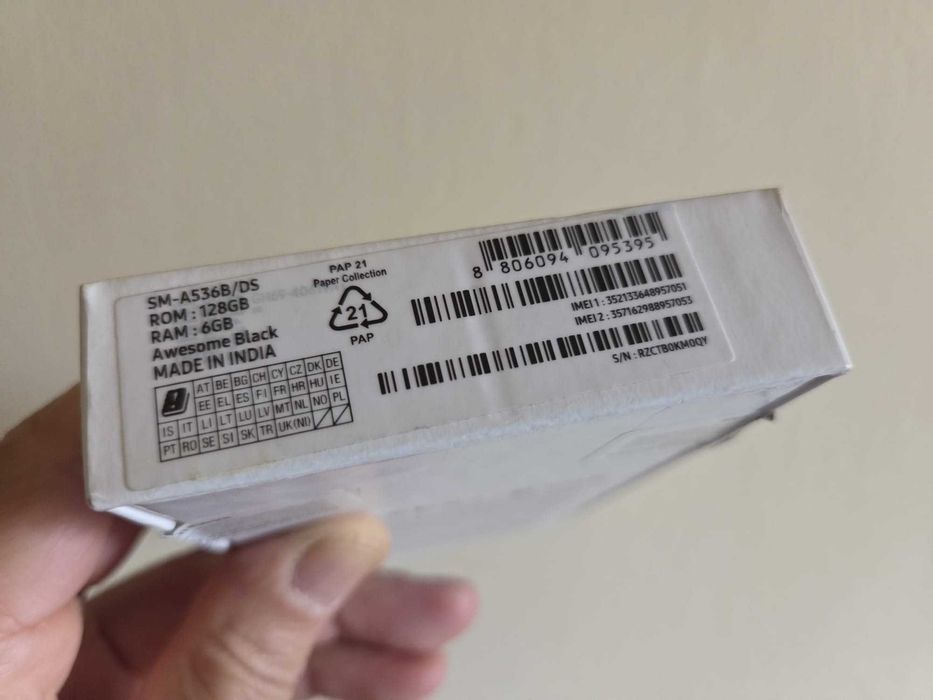 SM-A536B/DS
ROM : 128GB
RAM : 6GB
Awesome Black
MADE IN INDIA
AT BE BG CH CY CZ DK DE
EE EL ES FI FR HR HU IE
IS IT LI LT LU LV MT NL NO PL
PT RO SE SI SK TR UK(NI)
PAP 21
Paper Collection
21
PAP
8 806094 095395
IMEI 1 : 352133648957051
IMEI 2 : 357162988957053
S/N : RZCTB0KM0QY